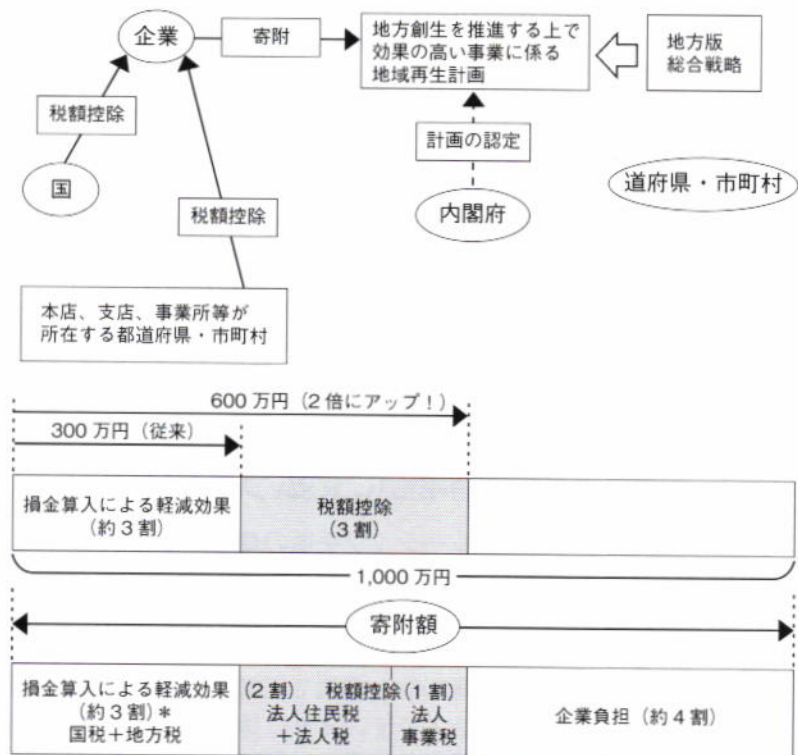 企業
寄附
地方創生を推進する上で
効果の高い事業に係る
地域再生計画
地方版
総合戦略
税額控除
計画の認定
国
道府県・市町村
税額控除
内閣府
本店、支店、事業所等が
所在する都道府県・市町村
600万円（2倍にアップ！）
300万円（従来）
損金算入による軽減効果
（約3割）
税額控除
（3割）
1,000万円
寄附額
損金算入による軽減効果
（約3割）＊
国税＋地方税
（2割）　税額控除（1割）
法人住民税
＋法人税
法人
事業税
企業負担（約4割）